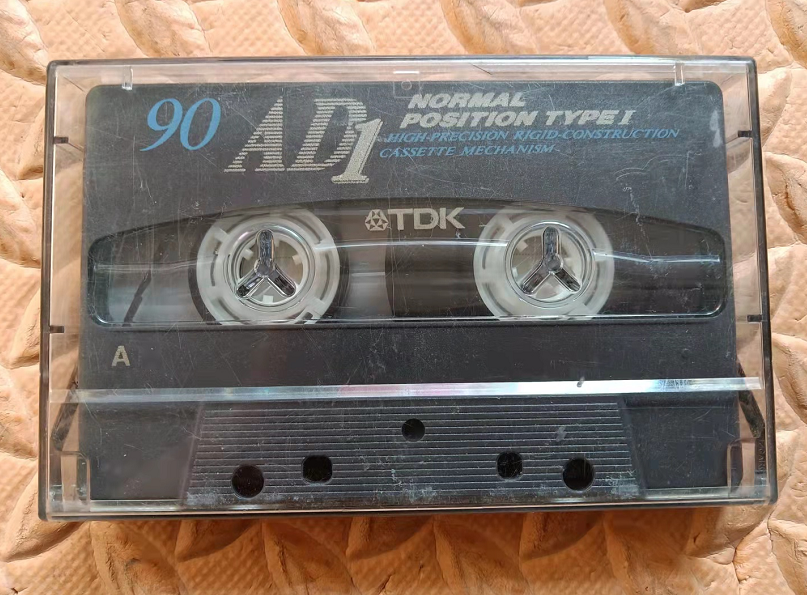 90 AD1 NORMAL
POSITION TYPE I
HIGH-PRECISION RIGID-CONSTRUCTION
CASSETTE MECHANISM
TDK
A